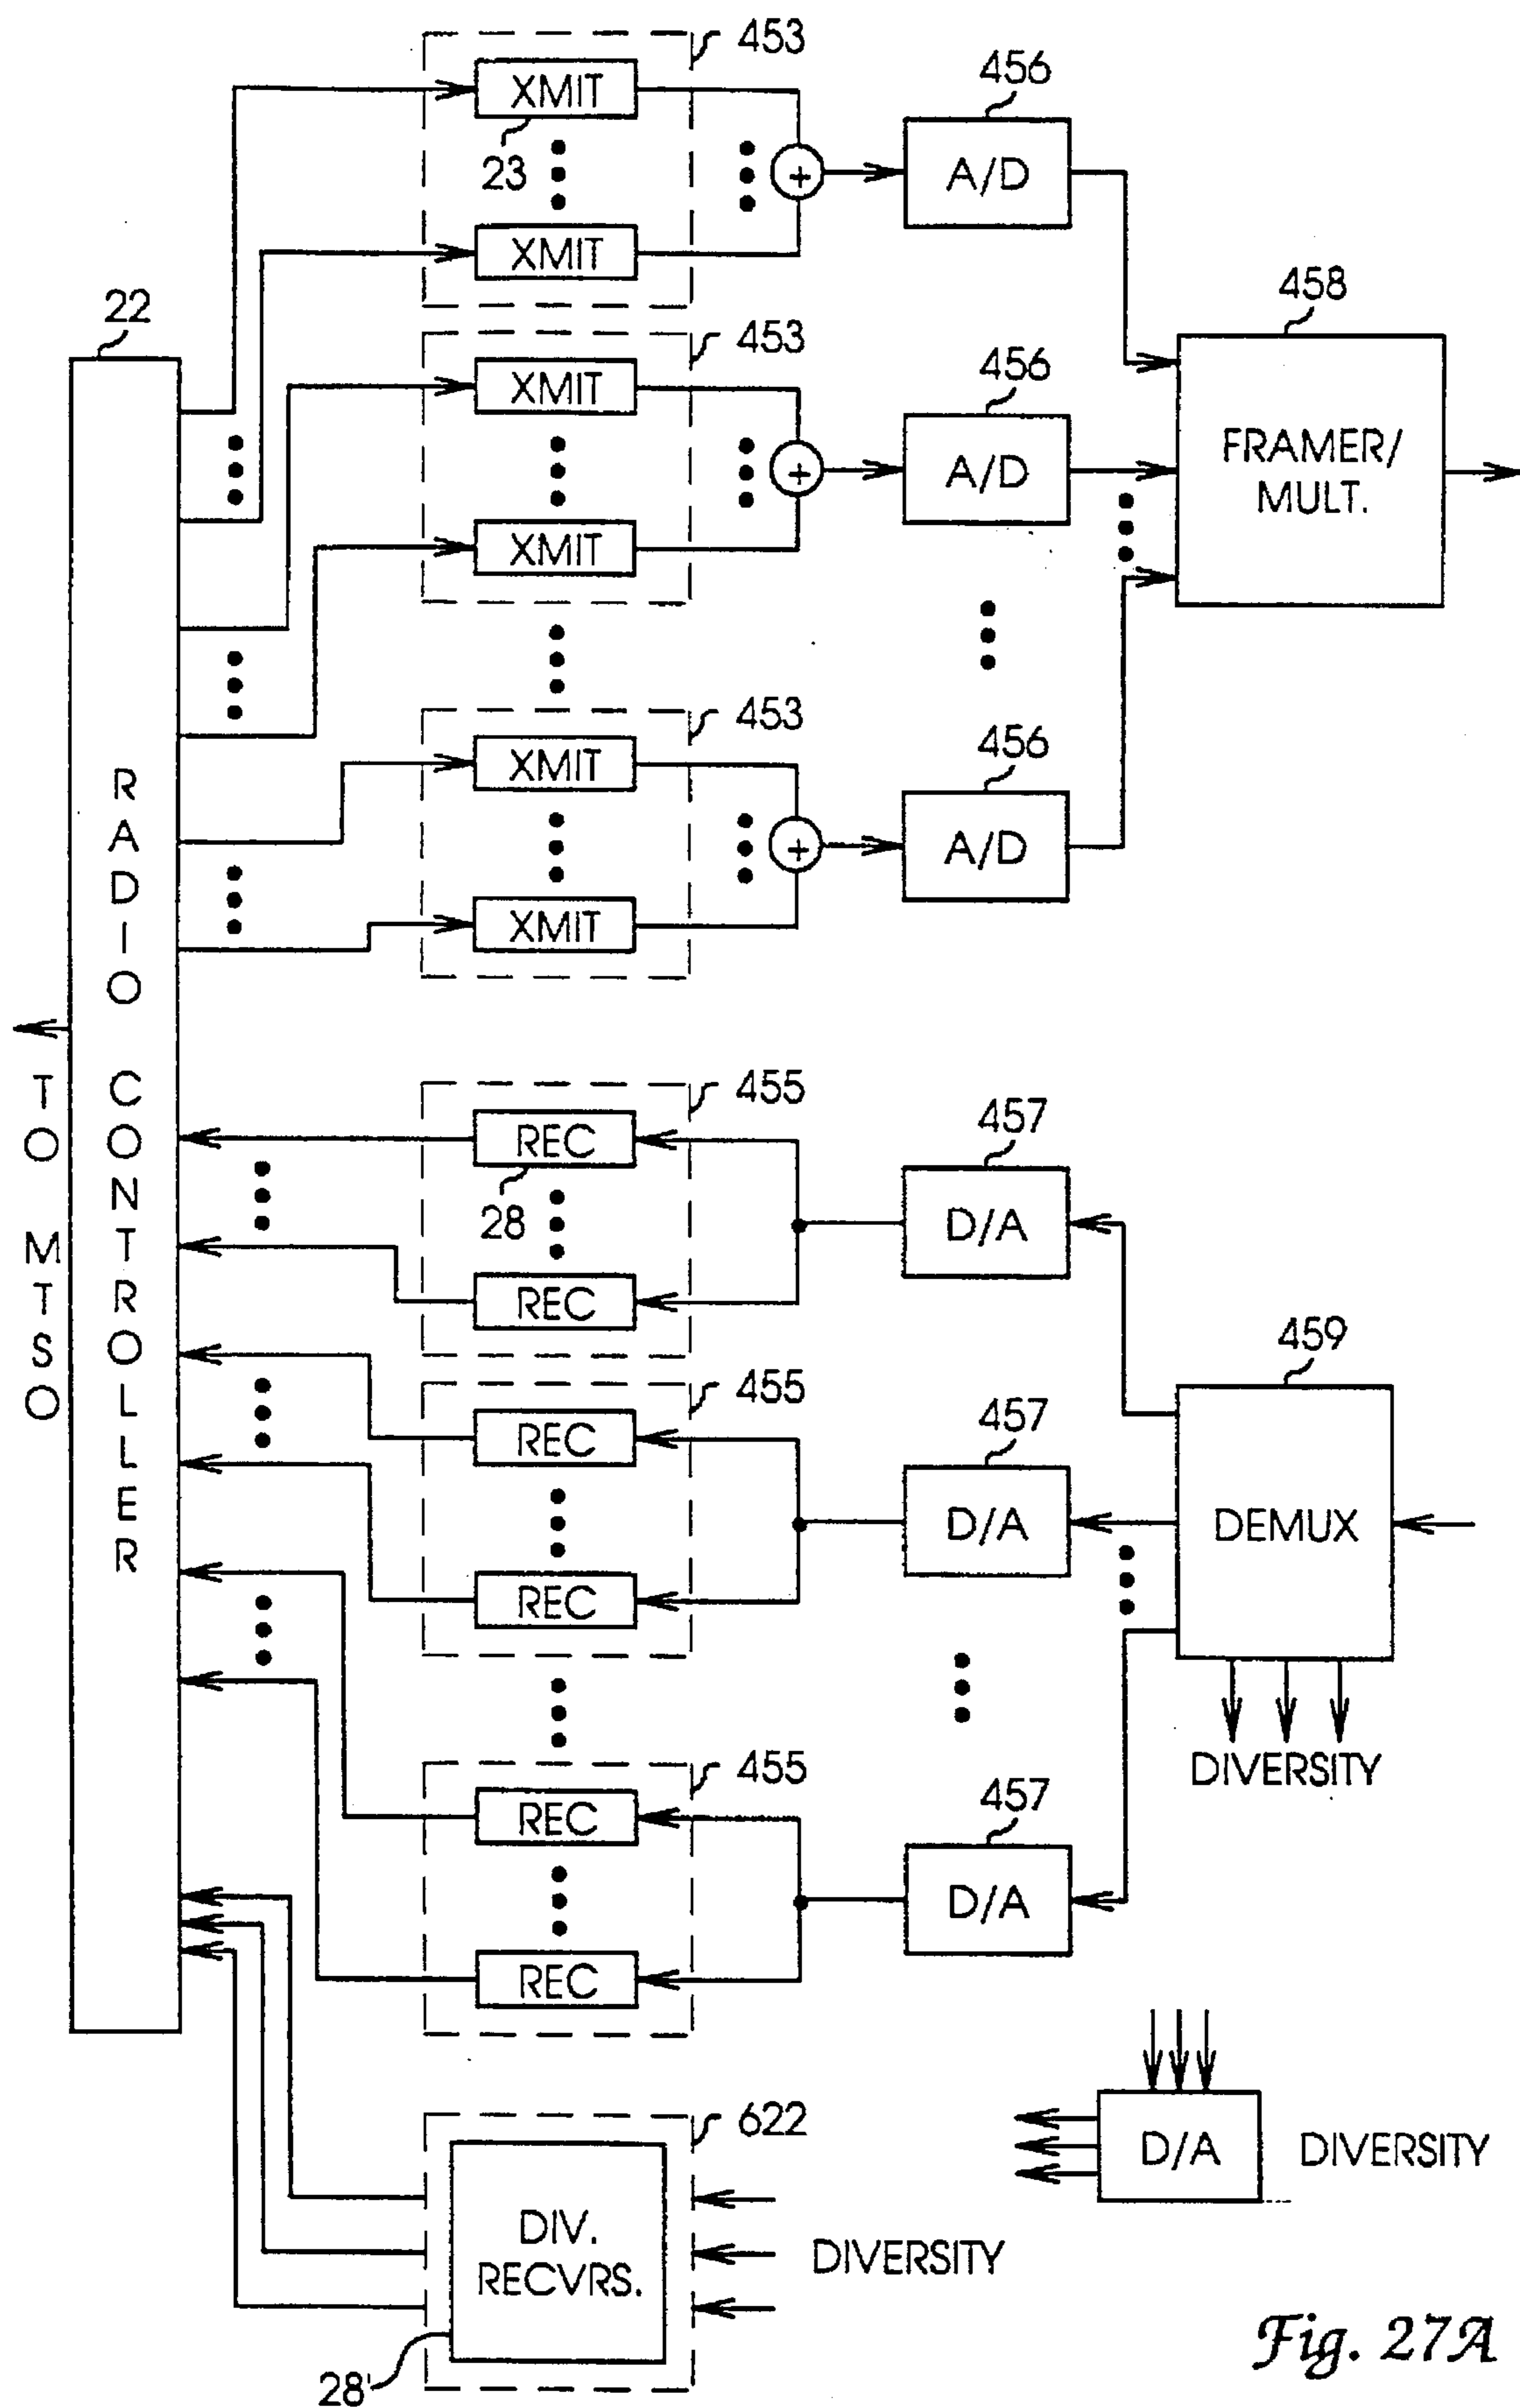 453
XMIT
456
23
A/D
XMIT
458
22
453
XMIT
456
FRAMER/
MULT.
A/D
XMIT
453
XMIT
456
A/D
XMIT
RADIO CONTROLLER
TO MTSO
455
REC
457
28
D/A
REC
459
455
REC
457
D/A
DEMUX
REC
DIVERSITY
455
REC
457
D/A
REC
622
D/A
DIVERSITY
DIV.
RECVRS.
DIVERSITY
28'
Fig. 27A